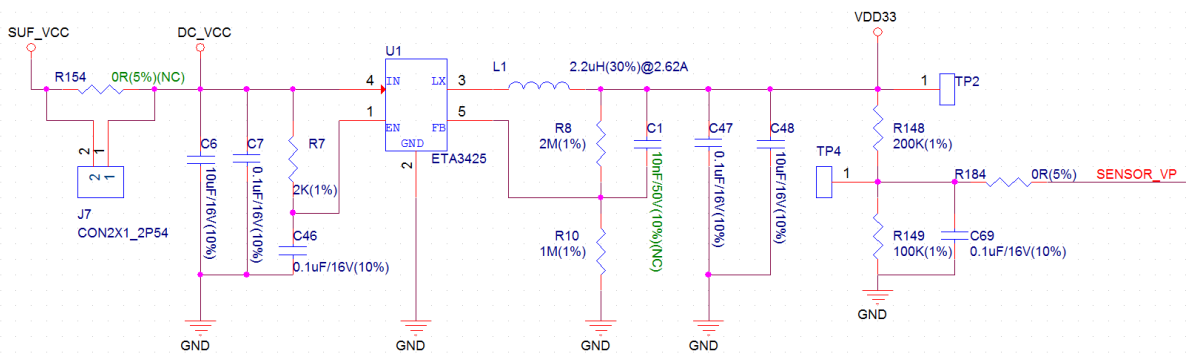 VDD33
SUF_VCC
DC_VCC
U1
R154
0R(5%)(NC)
L1
2.2uH(30%)@2.62A
4
IN
LX
3
1
TP2
1
EN
FB
5
GND
ETA3425
2
C6
10uF/16V(10%)
C7
0.1uF/16V(10%)
R7
2K(1%)
R8
2M(1%)
C1
10nF/50V(10%)(NC)
C47
0.1uF/16V(10%)
C48
10uF/16V(10%)
R148
200K(1%)
2
1
2
1
J7
CON2X1_2P54
TP4
1
R184
0R(5%)
SENSOR_VP
C46
0.1uF/16V(10%)
R10
1M(1%)
R149
100K(1%)
C69
0.1uF/16V(10%)
GND
GND
GND
GND
GND